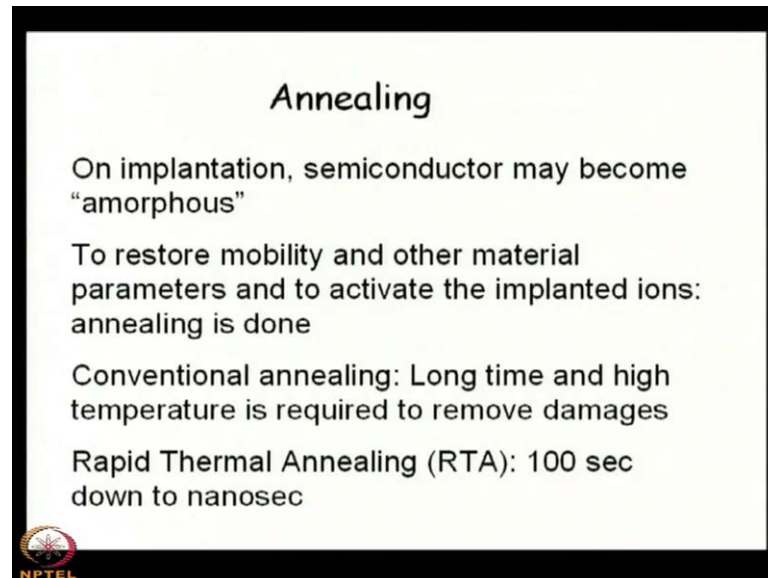 Annealing
On implantation, semiconductor may become
“amorphous”
To restore mobility and other material
parameters and to activate the implanted ions:
annealing is done
Conventional annealing: Long time and high
temperature is required to remove damages
Rapid Thermal Annealing (RTA): 100 sec
down to nanosec
NPTEL